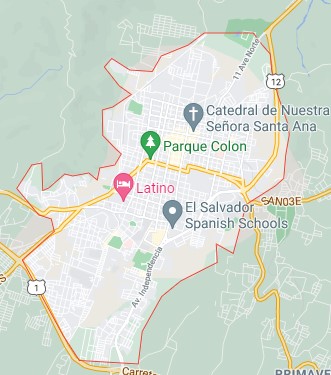 11 Ave Norte
12
Catedral de Nuestra
Señora Santa Ana
Parque Colon
Latino
SAN03E
El Salvador
Spanish Schools
Av. Independencia
1
Carrete
PRIMAVE